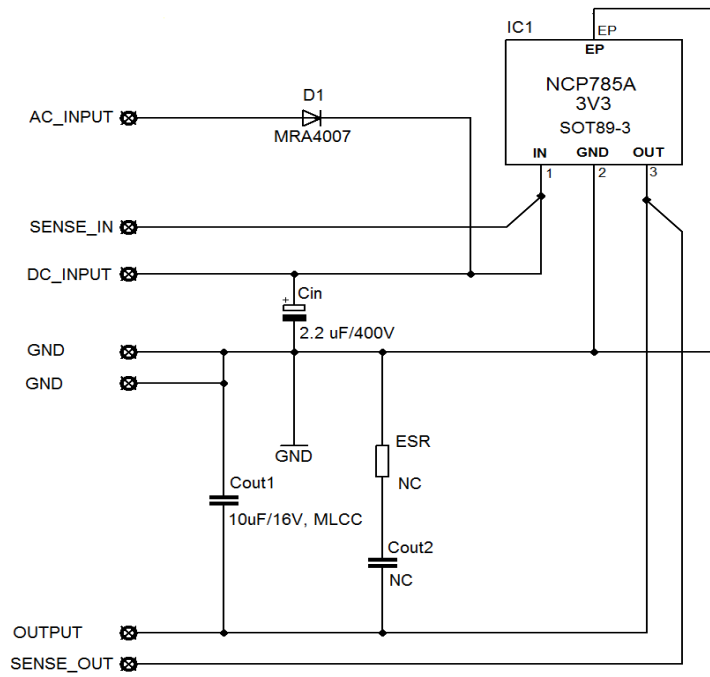 IC1
EP
EP
NCP785A
3V3
SOT89-3
IN
GND
OUT
1
2
3
D1
AC_INPUT
MRA4007
SENSE_IN
DC_INPUT
+
Cin
2.2 uF/400V
GND
GND
ESR
GND
NC
Cout1
10uF/16V, MLCC
Cout2
NC
OUTPUT
SENSE_OUT